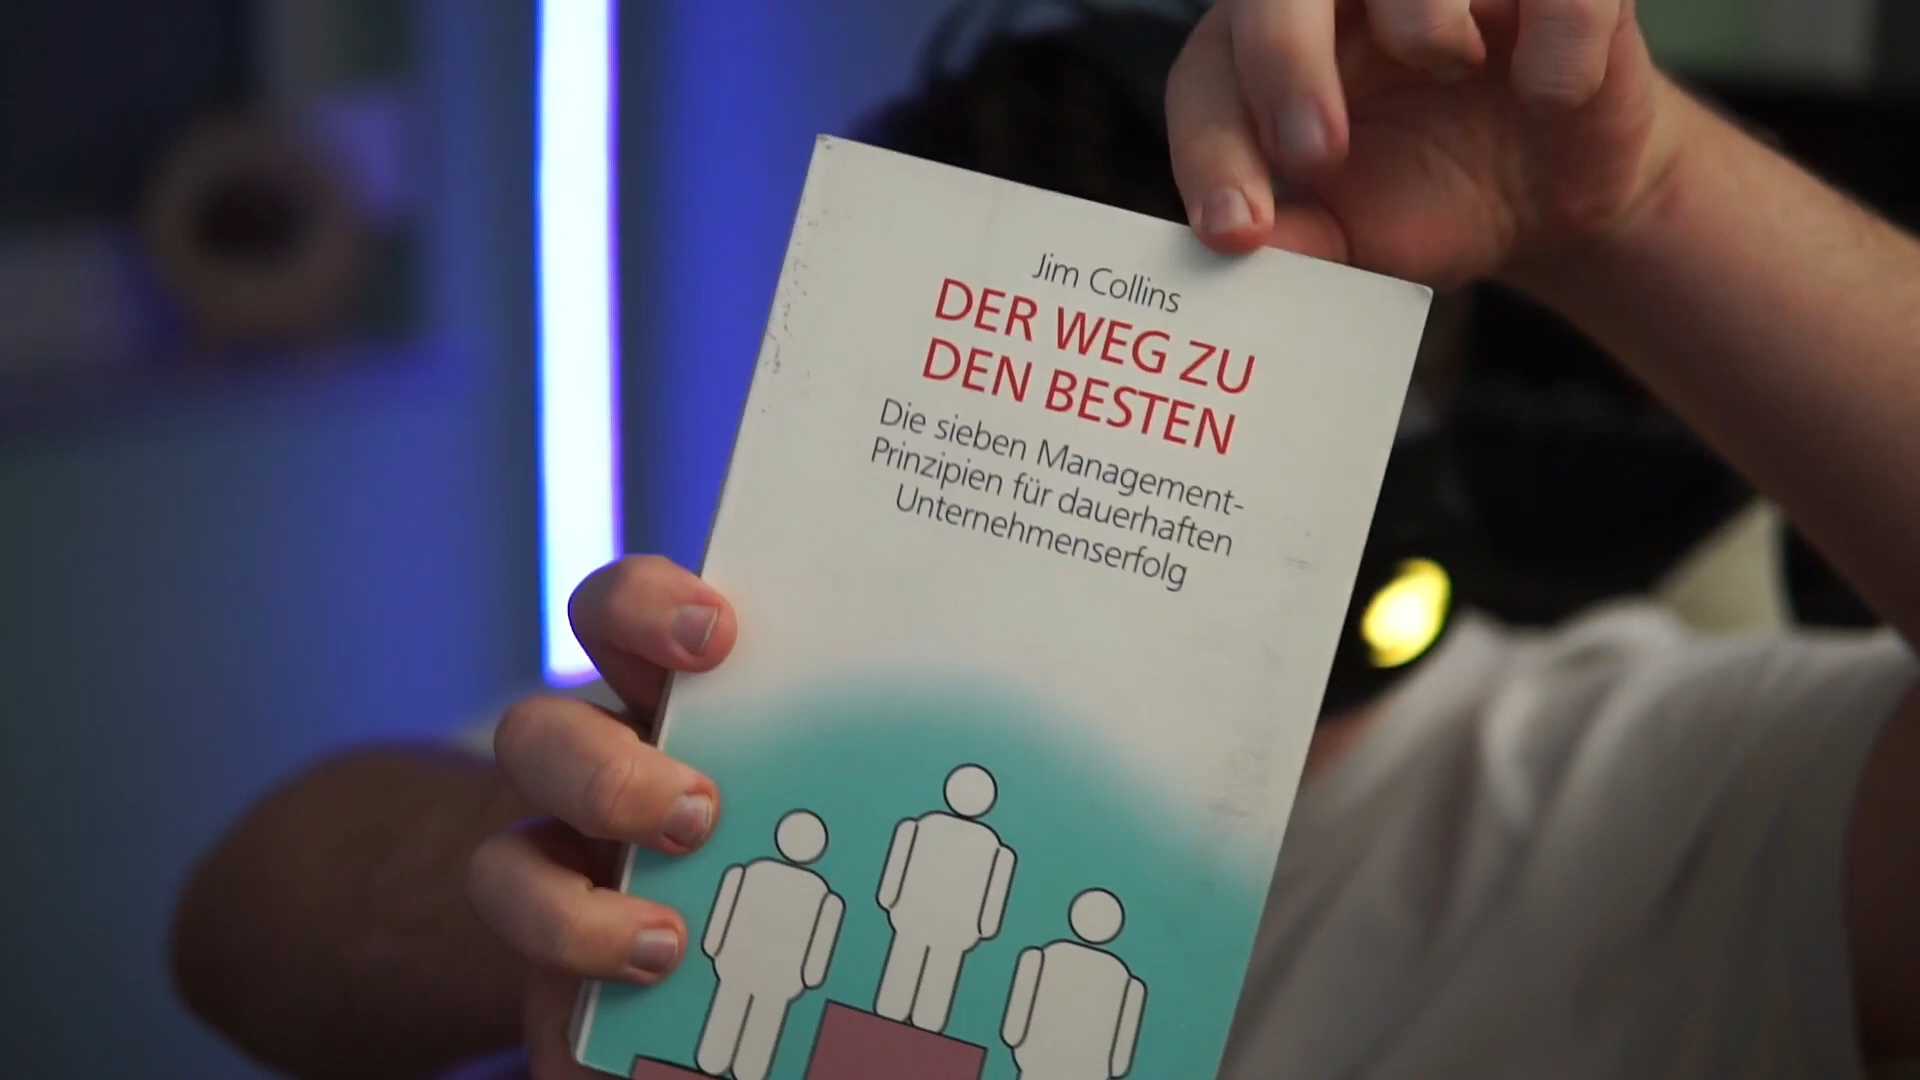 Jim Collins
DER WEG ZU
DEN BESTEN
Die sieben Management-
Prinzipien für dauerhaften
Unternehmenserfolg